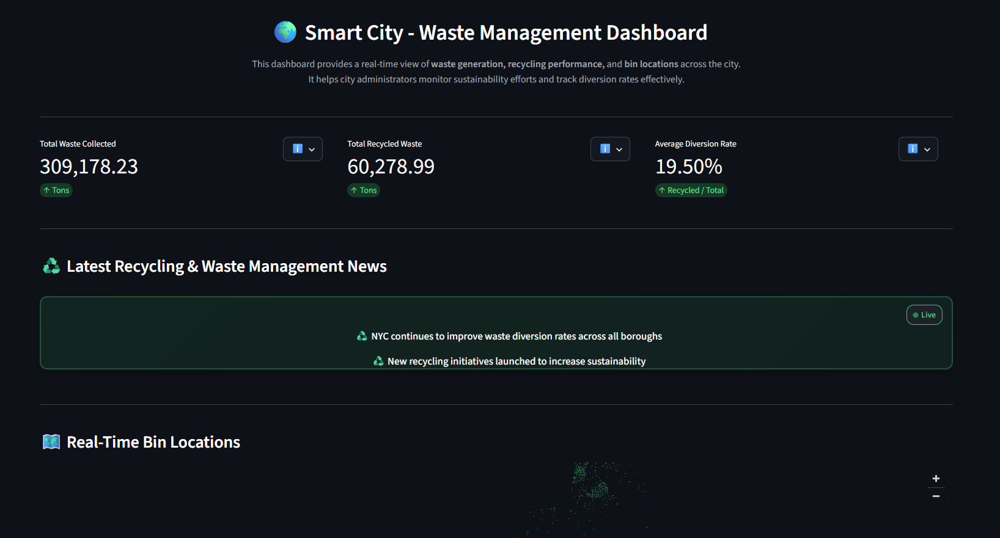 Smart City - Waste Management Dashboard
This dashboard provides a real-time view of waste generation, recycling performance, and bin locations across the city.
It helps city administrators monitor sustainability efforts and track diversion rates effectively.
Total Waste Collected
309,178.23
↑ Tons
Total Recycled Waste
60,278.99
↑ Tons
Average Diversion Rate
19.50%
↑ Recycled / Total
Latest Recycling & Waste Management News
Live
NYC continues to improve waste diversion rates across all boroughs
New recycling initiatives launched to increase sustainability
Real-Time Bin Locations
+
−